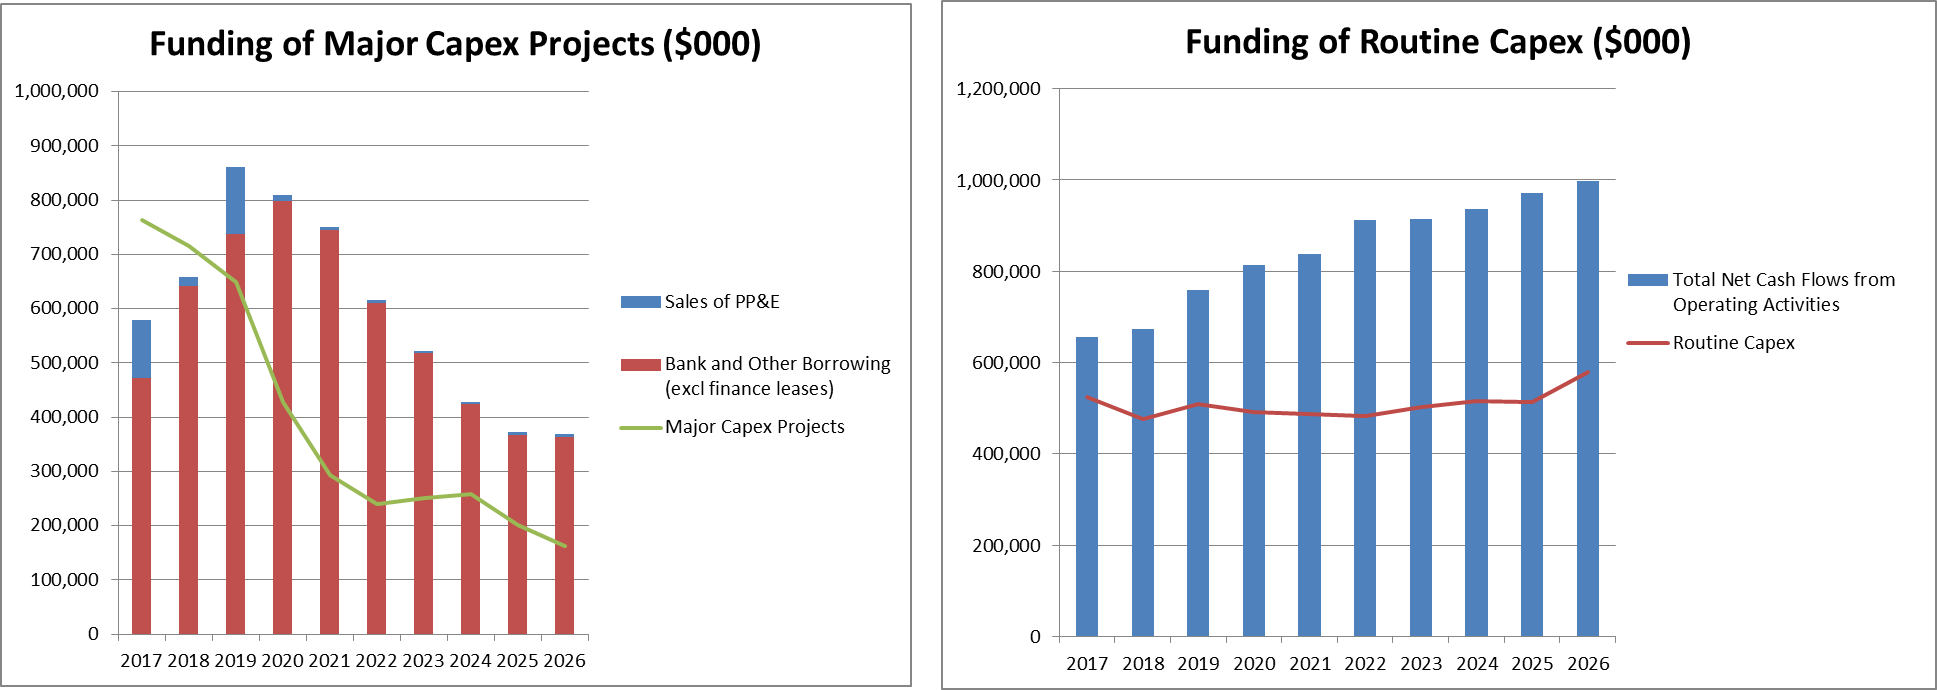 Funding of Major Capex Projects ($000)
1,000,000
900,000
800,000
700,000
600,000
500,000
400,000
300,000
200,000
100,000
0
2017 2018 2019 2020 2021 2022 2023 2024 2025 2026
Sales of PP&E
Bank and Other Borrowing
(excl finance leases)
Major Capex Projects
Funding of Routine Capex ($000)
1,200,000
1,000,000
800,000
600,000
400,000
200,000
0
2017 2018 2019 2020 2021 2022 2023 2024 2025 2026
Total Net Cash Flows from
Operating Activities
Routine Capex